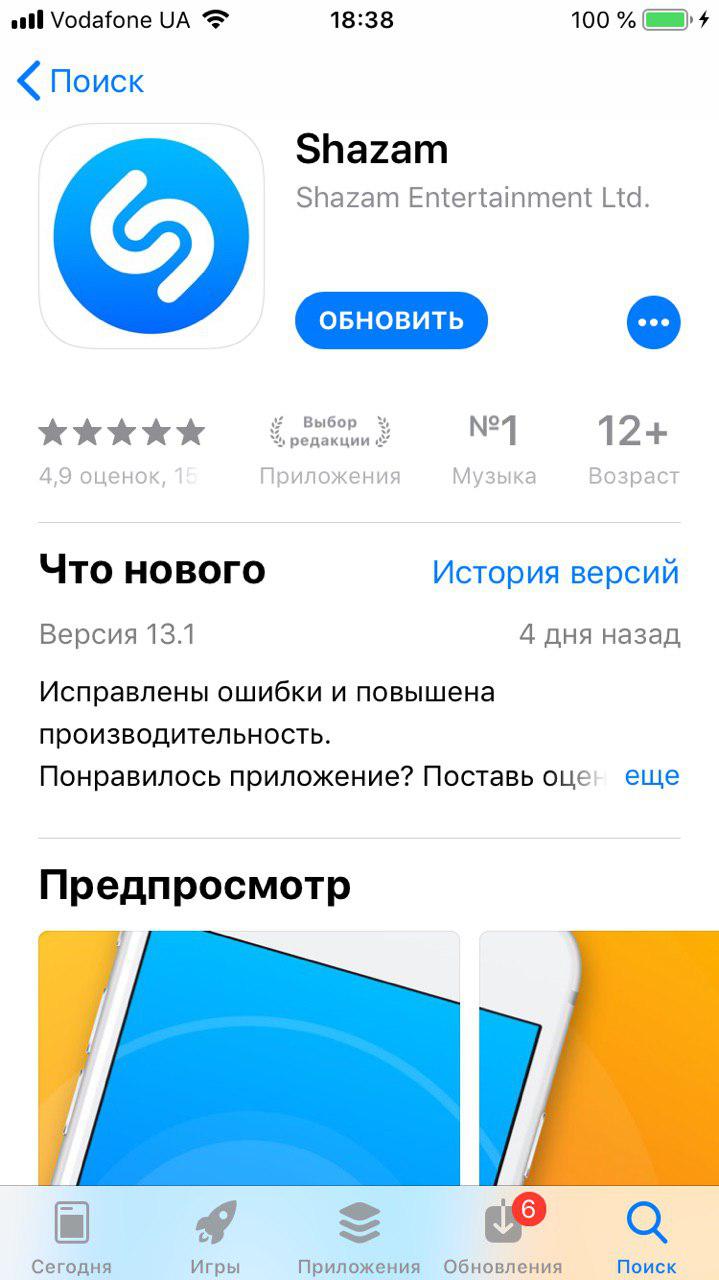 Vodafone UA 18:38 100 %
Поиск
Shazam
Shazam Entertainment Ltd.
ОБНОВИТЬ
Выбор
редакции
№1
12+
4,9 оценок, 15
Приложения
Музыка
Возраст
Что нового
История версий
Версия 13.1
4 дня назад
Исправлены ошибки и повышена
производительность.
Понравилось приложение? Поставь оцен еще
Предпросмотр
6
Сегодня
Игры
Приложения
Обновления
Поиск